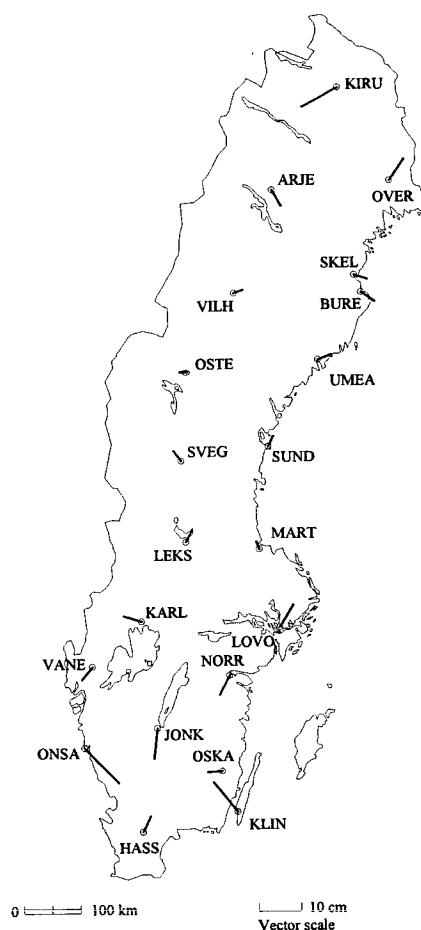 KIRU
ARJE
OVER
SKEL
BURE
VILH
OSTE
UMEA
SVEG
SUND
MART
LEKS
KARL
LOVO
VANE
NORR
JONK
ONSA
OSKA
KLIN
HASS
0 100 km
10 cm
Vector scale